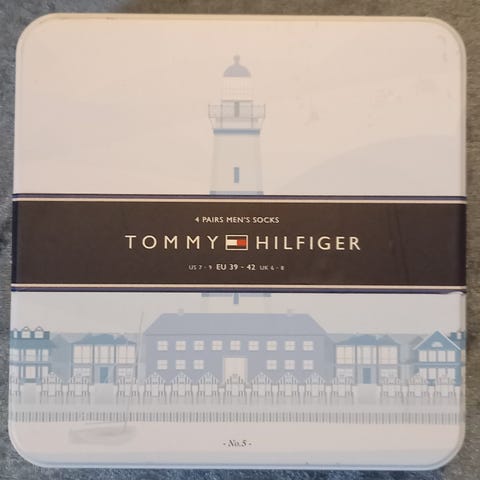 4 PAIRS MEN'S SOCKS
TOMMY HILFIGER
US 7 - 9 EU 39 - 42 UK 6 - 8
- No.5 -